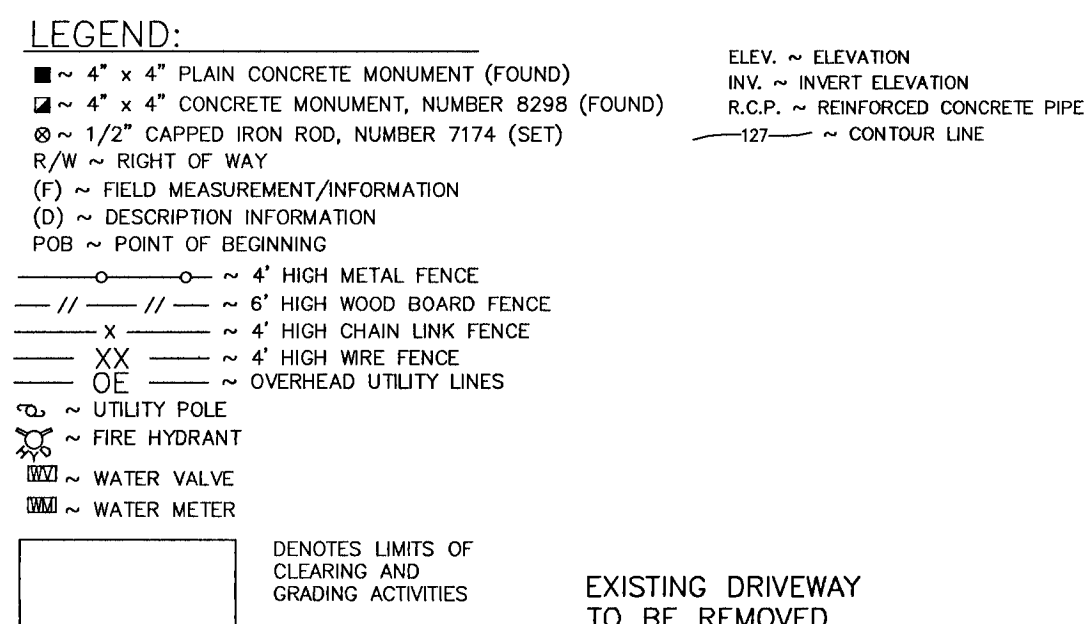 LEGEND:
■ ~ 4" x 4" PLAIN CONCRETE MONUMENT (FOUND)
~ 4" x 4" CONCRETE MONUMENT, NUMBER 8298 (FOUND)
⊗ ~ 1/2" CAPPED IRON ROD, NUMBER 7174 (SET)
R/W ~ RIGHT OF WAY
(F) ~ FIELD MEASUREMENT/INFORMATION
(D) ~ DESCRIPTION INFORMATION
POB ~ POINT OF BEGINNING
~ 4' HIGH METAL FENCE
// // ~ 6' HIGH WOOD BOARD FENCE
X ~ 4' HIGH CHAIN LINK FENCE
XX ~ 4' HIGH WIRE FENCE
OE ~ OVERHEAD UTILITY LINES
~ UTILITY POLE
~ FIRE HYDRANT
WV ~ WATER VALVE
WM ~ WATER METER
DENOTES LIMITS OF
CLEARING AND
GRADING ACTIVITIES
ELEV. ~ ELEVATION
INV. ~ INVERT ELEVATION
R.C.P. ~ REINFORCED CONCRETE PIPE
127 ~ CONTOUR LINE
EXISTING DRIVEWAY
TO BE REMOVED